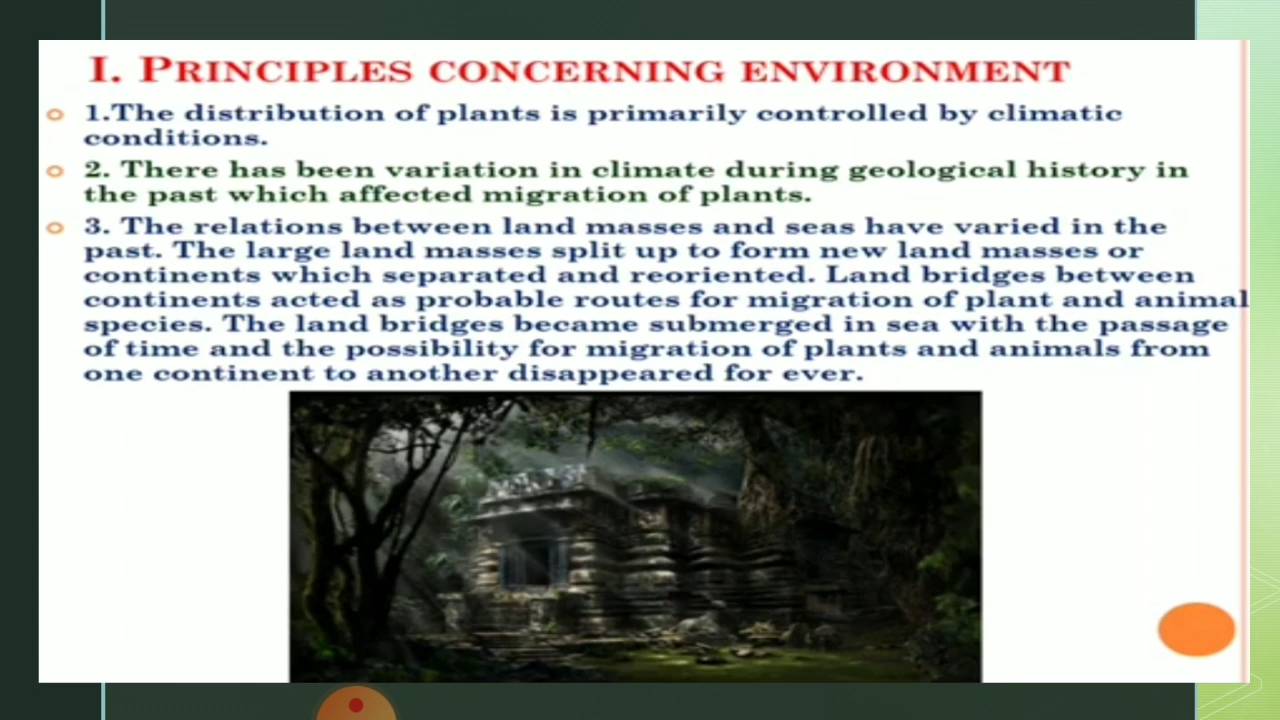 I. PRINCIPLES CONCERNING ENVIRONMENT
1.The distribution of plants is primarily controlled by climatic
conditions.
2. There has been variation in climate during geological history in
the past which affected migration of plants.
3. The relations between land masses and seas have varied in the
past. The large land masses split up to form new land masses or
continents which separated and reoriented. Land bridges between
continents acted as probable routes for migration of plant and animal
species. The land bridges became submerged in sea with the passage
of time and the possibility for migration of plants and animals from
one continent to another disappeared for ever.